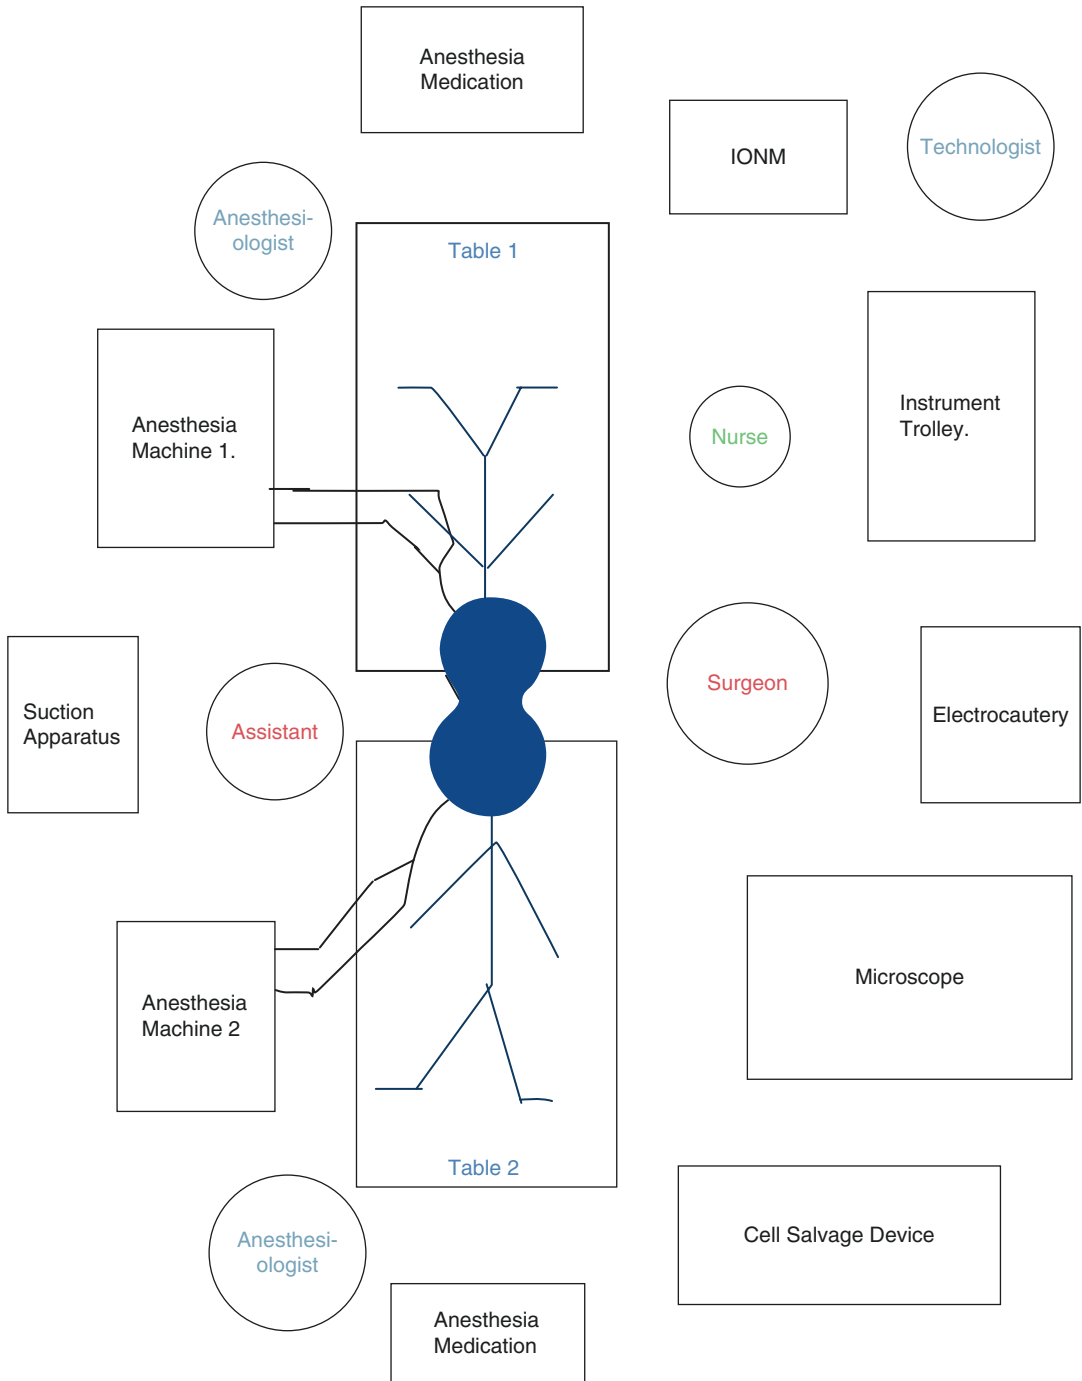 Anesthesia
Medication
IONM
Technologist
Anesthesi-
ologist
Table 1
Anesthesia
Machine 1.
Nurse
Instrument
Trolley.
Suction
Apparatus
Assistant
Surgeon
Electrocautery
Anesthesia
Machine 2
Microscope
Table 2
Anesthesi-
ologist
Cell Salvage Device
Anesthesia
Medication